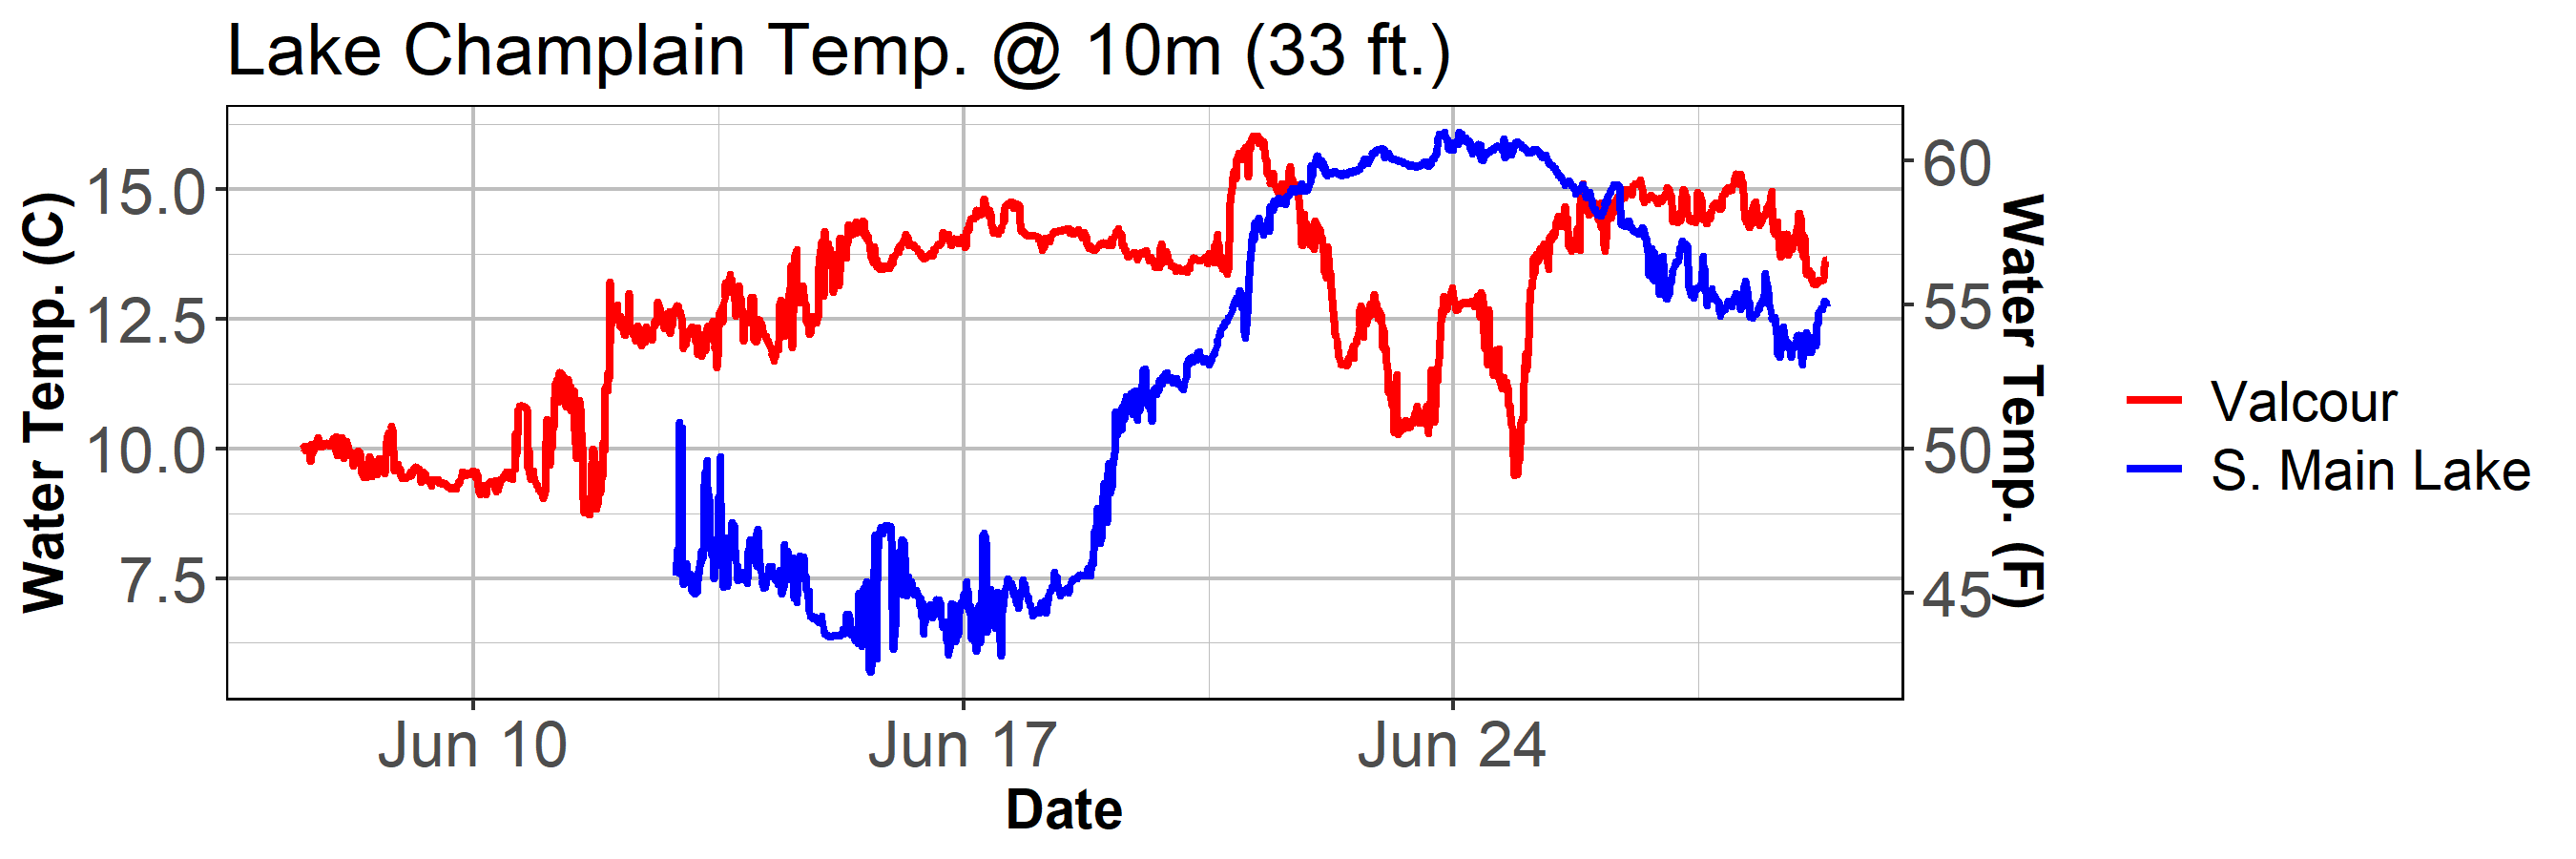 Lake Champlain Temp. @ 10m (33 ft.)
Water Temp. (C)
15.0
12.5
10.0
7.5
60
55
50
45
Water Temp. (F)
Jun 10
Jun 17
Jun 24
Date
Valcour
S. Main Lake